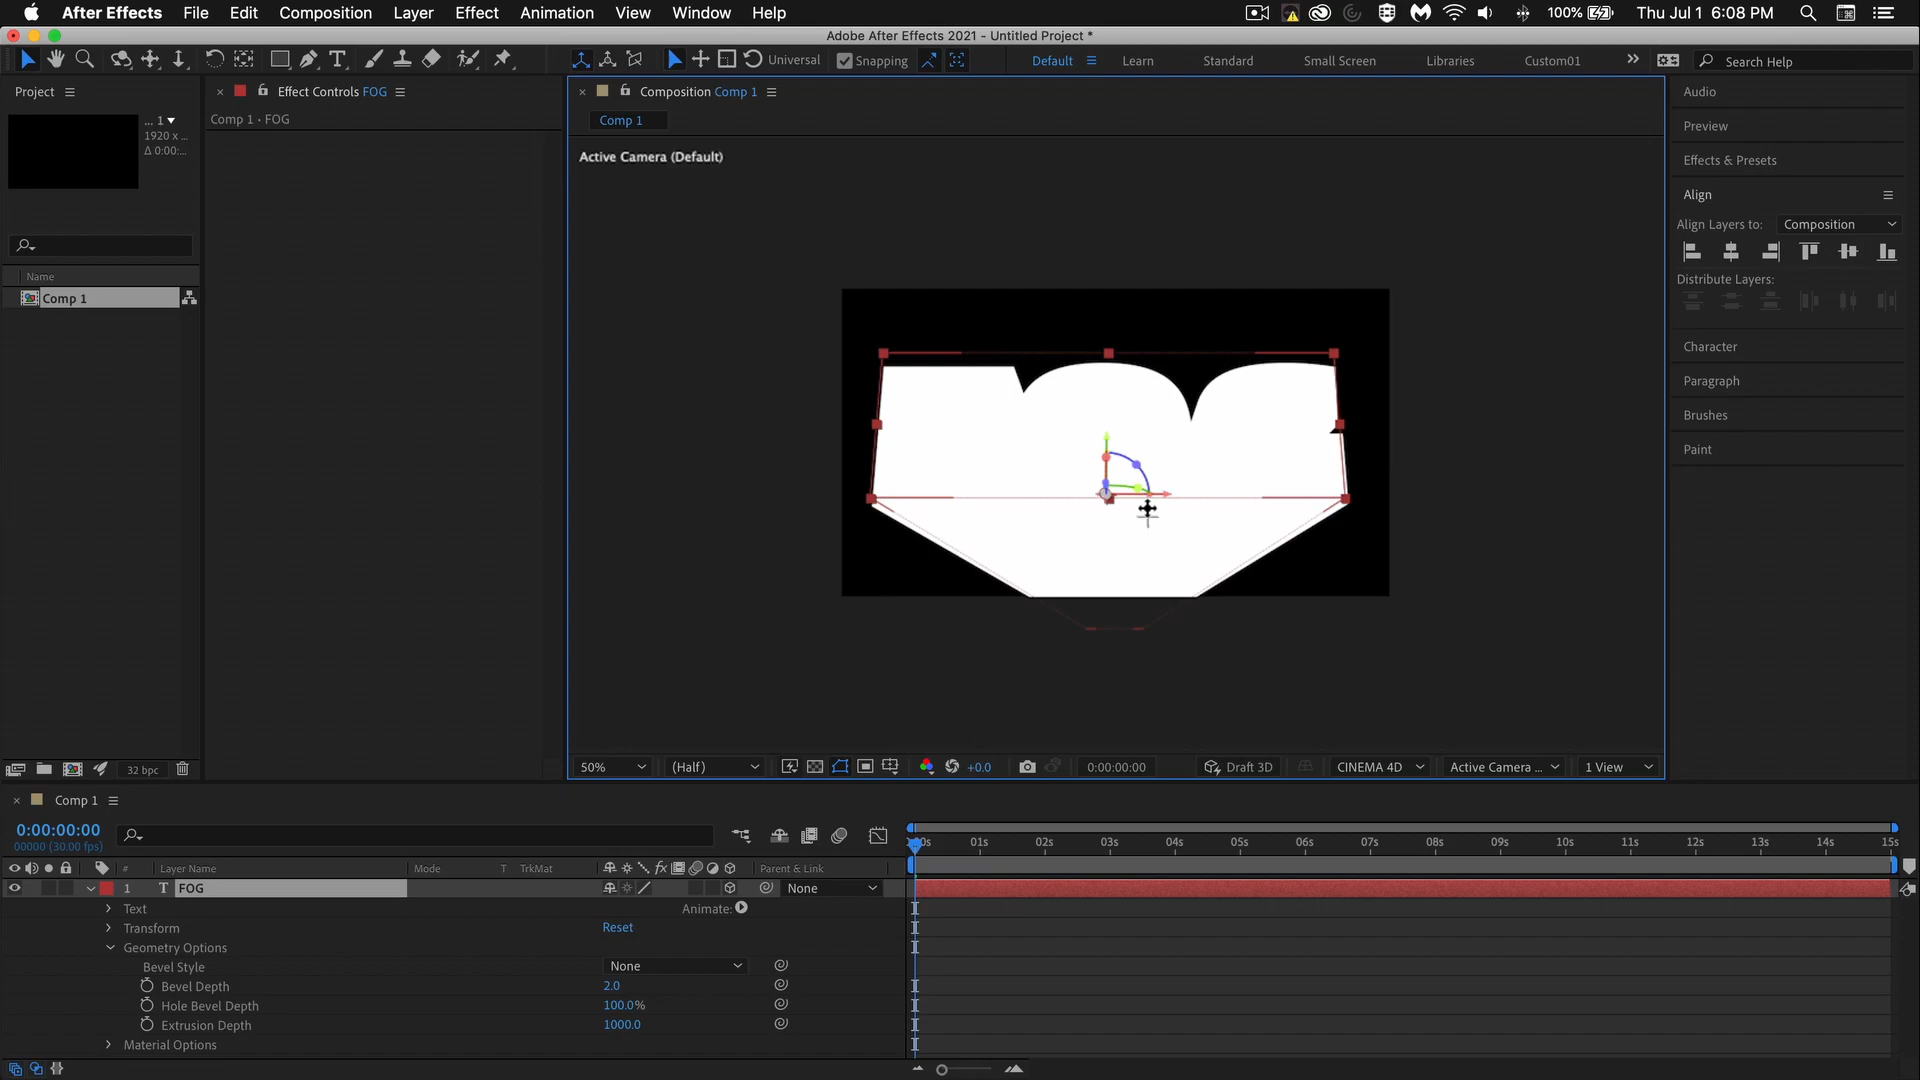 After Effects File Edit Composition Layer Effect Animation View Window Help 100% Thu Jul 1 6:08 PM
Adobe After Effects 2021 - Untitled Project *
Universal Snapping Default Learn Standard Small Screen Libraries Custom01 Search Help
Project
Effect Controls FOG
Composition Comp 1
Audio
... 1
1920 x ...
Δ 0:00:...
Comp 1 • FOG
Comp 1
Preview
Active Camera (Default)
Effects & Presets
Align
Align Layers to: Composition
Distribute Layers:
Name
Comp 1
Character
Paragraph
Brushes
Paint
32 bpc
50% (Half) +0.0 0:00:00:00 Draft 3D CINEMA 4D Active Camera ... 1 View
Comp 1
0:00:00:00
00000 (30.00 fps)
:00s 01s 02s 03s 04s 05s 06s 07s 08s 09s 10s 11s 12s 13s 14s 15s
# Layer Name Mode T TrkMat fx Parent & Link
1 T FOG None
Text Animate:
Transform Reset
Geometry Options
Bevel Style None
Bevel Depth 2.0
Hole Bevel Depth 100.0%
Extrusion Depth 1000.0
Material Options